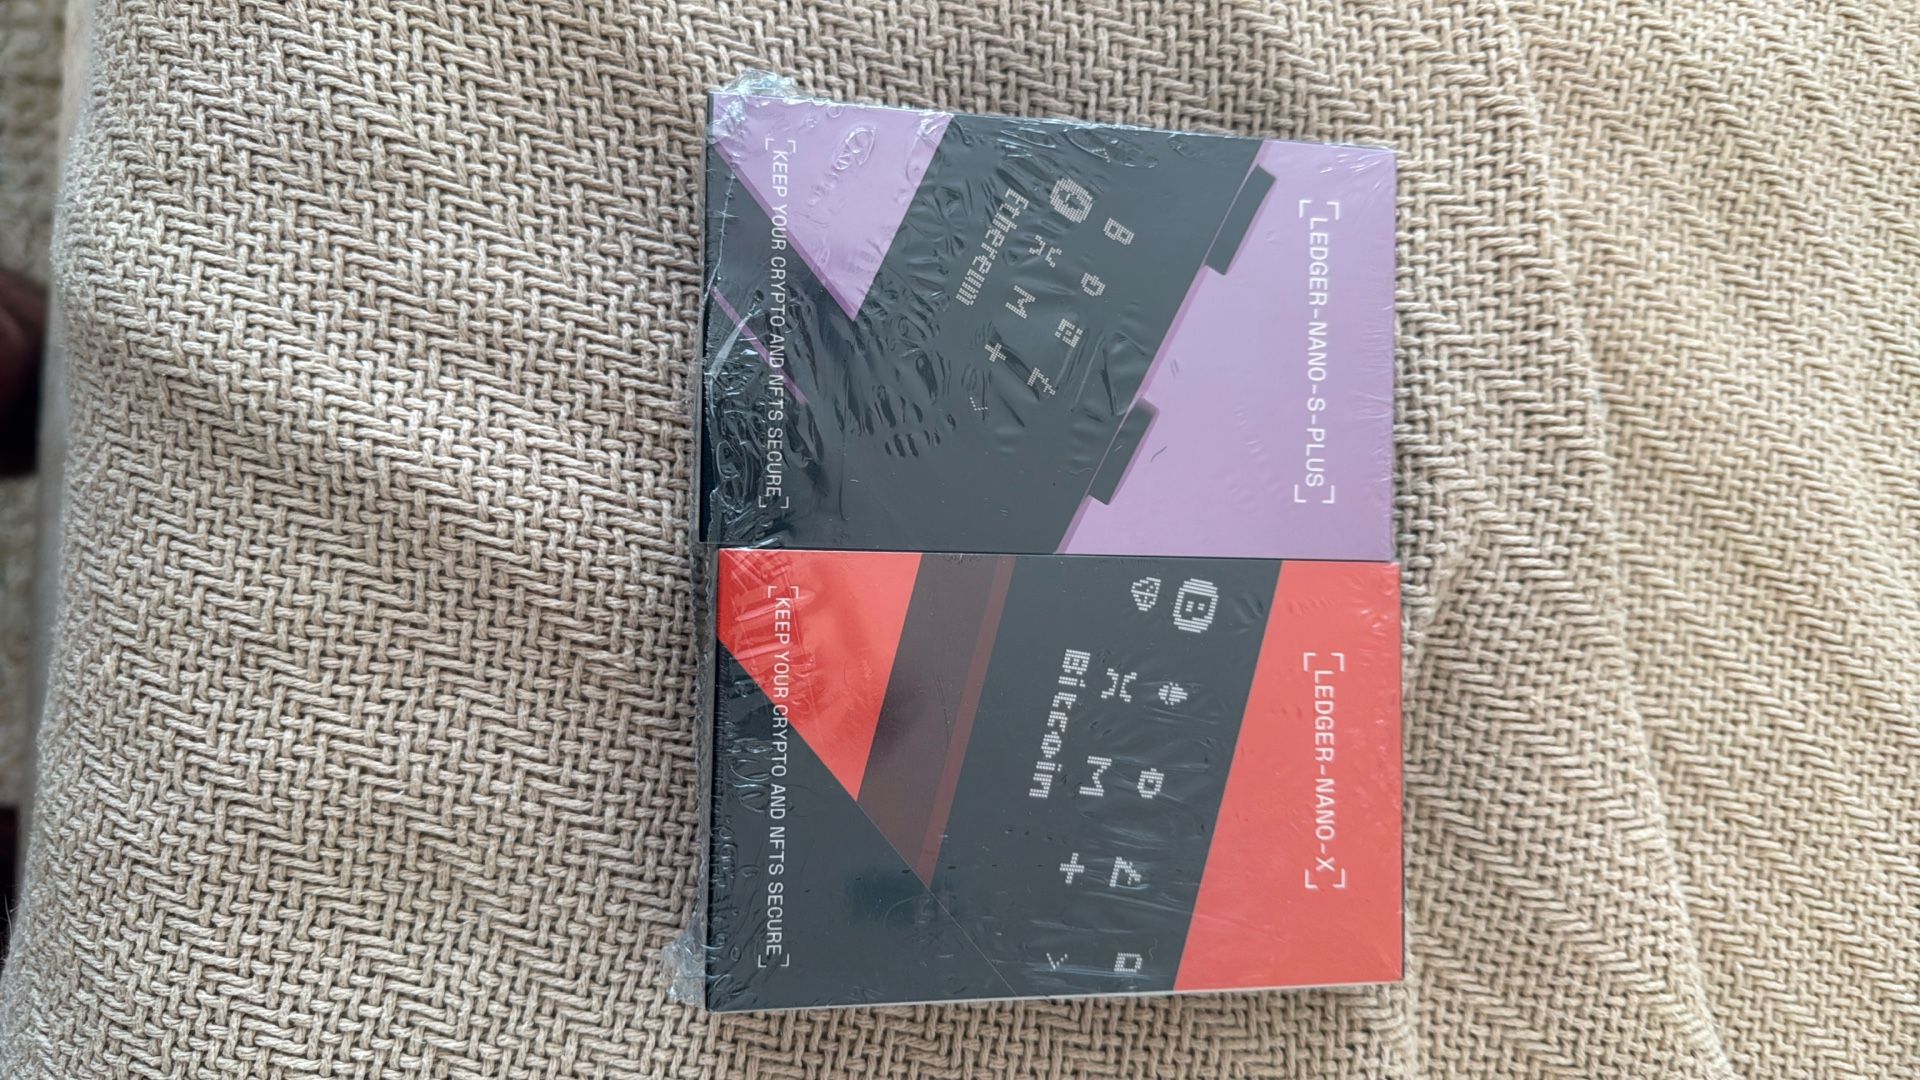 [LEDGER-NANO-S-PLUS]
Ethereum
[KEEP YOUR CRYPTO AND NFTS SECURE]
[LEDGER-NANO-X]
Bitcoin
[KEEP YOUR CRYPTO AND NFTS SECURE]